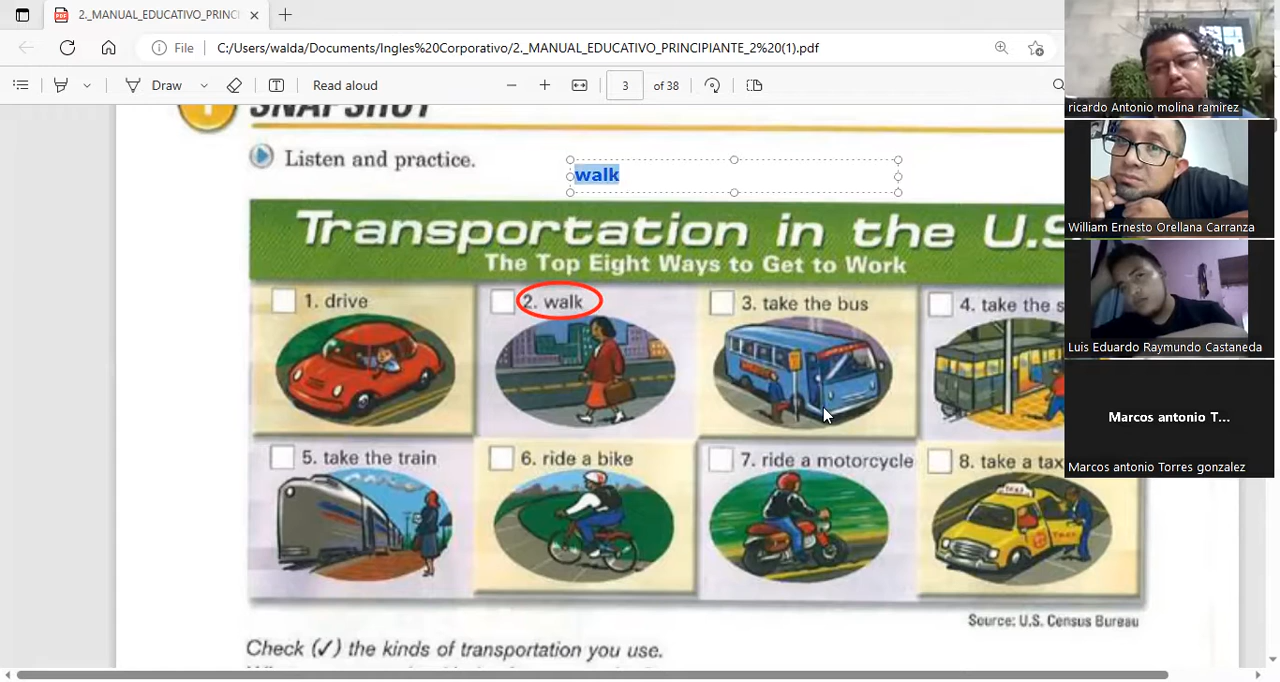 2._MANUAL_EDUCATIVO_PRINCI
File C:/Users/walda/Documents/Ingles%20Corporativo/2._MANUAL_EDUCATIVO_PRINCIPIANTE_2%20(1).pdf
Draw Read aloud 3 of 38
SNAPSHOT
Listen and practice.
walk
Transportation in the U.S
The Top Eight Ways to Get to Work
1. drive
2. walk
3. take the bus
4. take the s
5. take the train
6. ride a bike
7. ride a motorcycle
8. take a tax
TAXI
Source: U.S. Census Bureau
Check (✓) the kinds of transportation you use.
ricardo Antonio molina ramirez
William Ernesto Orellana Carranza
Luis Eduardo Raymundo Castaneda
Marcos antonio T...
Marcos antonio Torres gonzalez